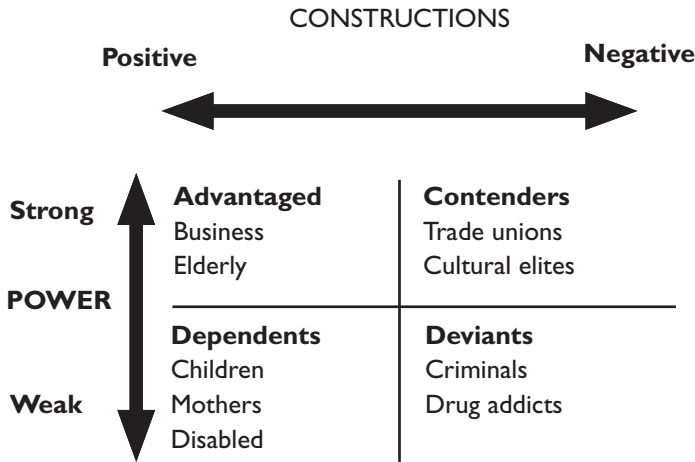 CONSTRUCTIONS
Positive
Negative
Strong
POWER
Weak
Advantaged
Business
Elderly
Contenders
Trade unions
Cultural elites
Dependents
Children
Mothers
Disabled
Deviants
Criminals
Drug addicts